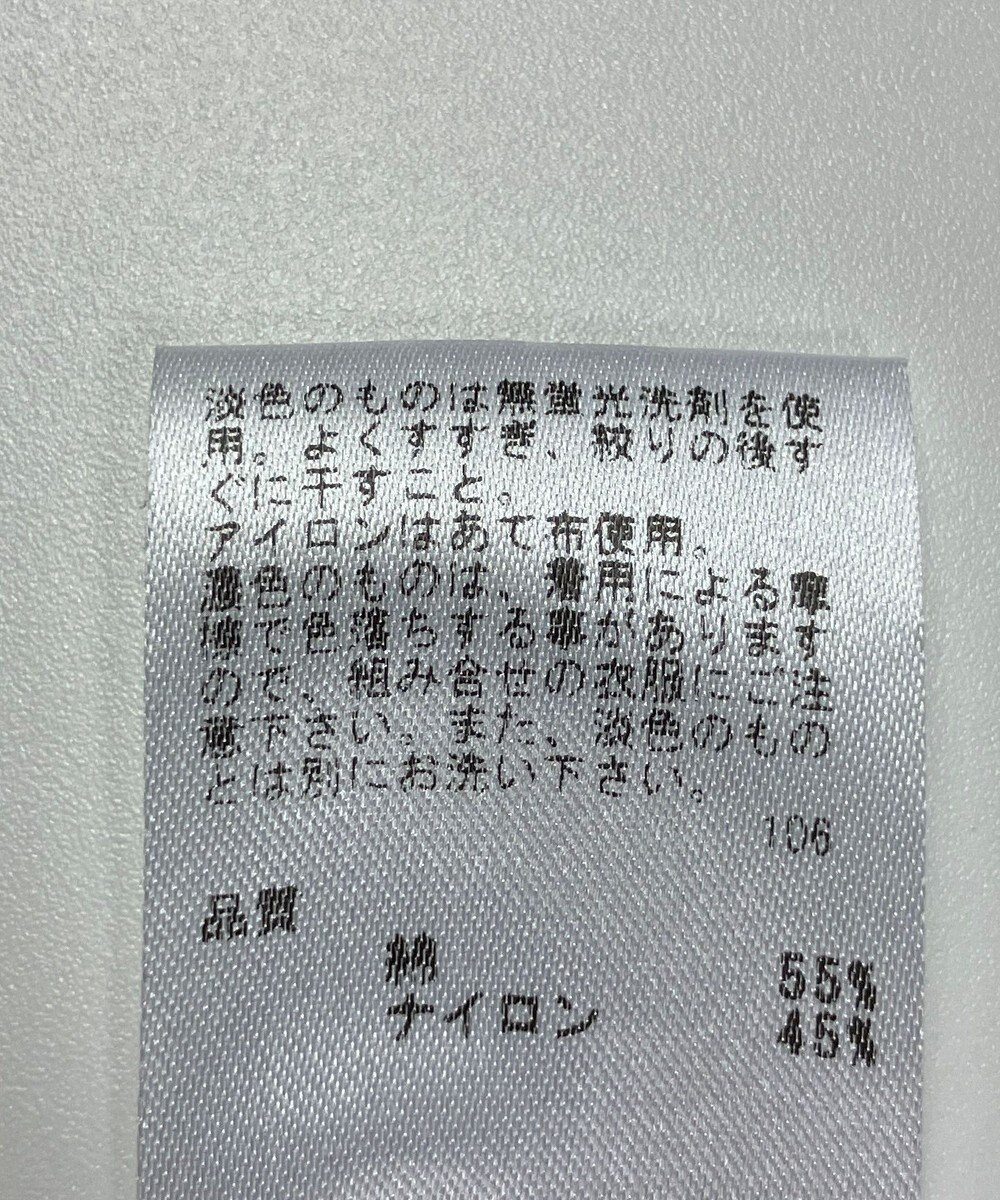 淡色のものは無蛍光洗剤を使
用。よくすすぎ、絞りの後す
ぐに干すこと。
アイロンはあて布使用。
濃色のものは、着用による摩
擦で色落ちする事があります
ので、組み合せの衣服にご注
意下さい。また、淡色のもの
とは別にお洗い下さい。
106
品質
綿 55%
ナイロン 45%